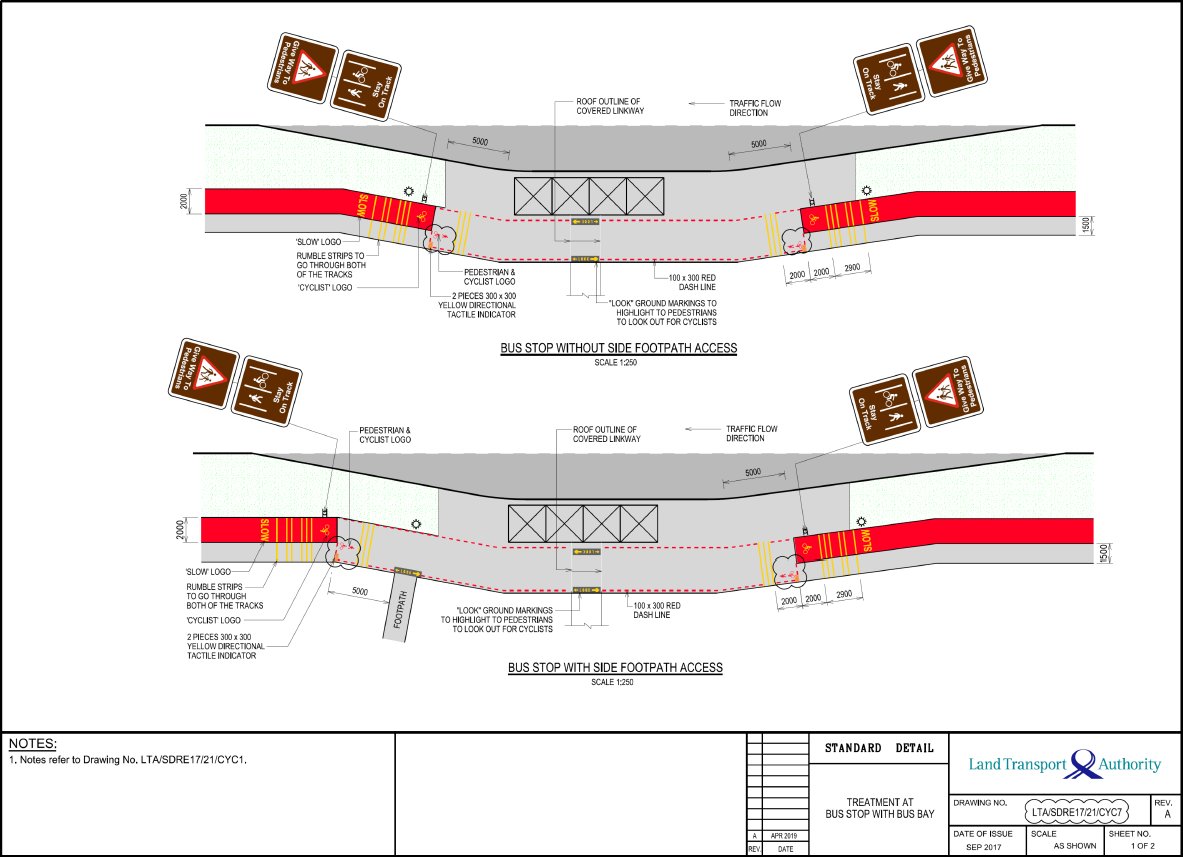 Give Way To
Pedestrians
Stay
On Track
Stay
On Track
Give Way To
Pedestrians
ROOF OUTLINE OF
COVERED LINKWAY
TRAFFIC FLOW
DIRECTION
5000
5000
2000
SLOW
SLOW
1500
'SLOW' LOGO
RUMBLE STRIPS TO
GO THROUGH BOTH
OF THE TRACKS
'CYCLIST' LOGO
PEDESTRIAN &
CYCLIST LOGO
2 PIECES 300 x 300
YELLOW DIRECTIONAL
TACTILE INDICATOR
LOOK
LOOK
100 x 300 RED
DASH LINE
"LOOK" GROUND MARKINGS TO
HIGHLIGHT TO PEDESTRIANS
TO LOOK OUT FOR CYCLISTS
2000
2000
2900
BUS STOP WITHOUT SIDE FOOTPATH ACCESS
SCALE 1:250
Give Way To
Pedestrians
Stay
On Track
Stay
On Track
Give Way To
Pedestrians
PEDESTRIAN &
CYCLIST LOGO
ROOF OUTLINE OF
COVERED LINKWAY
TRAFFIC FLOW
DIRECTION
5000
2000
SLOW
SLOW
1500
'SLOW' LOGO
RUMBLE STRIPS
TO GO THROUGH
BOTH OF THE TRACKS
'CYCLIST' LOGO
2 PIECES 300 x 300
YELLOW DIRECTIONAL
TACTILE INDICATOR
5000
FOOTPATH
LOOK
LOOK
LOOK
"LOOK" GROUND MARKINGS
TO HIGHLIGHT TO PEDESTRIANS
TO LOOK OUT FOR CYCLISTS
100 x 300 RED
DASH LINE
2000
2000
2900
BUS STOP WITH SIDE FOOTPATH ACCESS
SCALE 1:250
NOTES:
1. Notes refer to Drawing No. LTA/SDRE17/21/CYC1.
A APR 2019
REV. DATE
STANDARD DETAIL
TREATMENT AT
BUS STOP WITH BUS BAY
Land Transport Authority
DRAWING NO.
LTA/SDRE17/21/CYC7
REV.
A
DATE OF ISSUE
SEP 2017
SCALE
AS SHOWN
SHEET NO.
1 OF 2